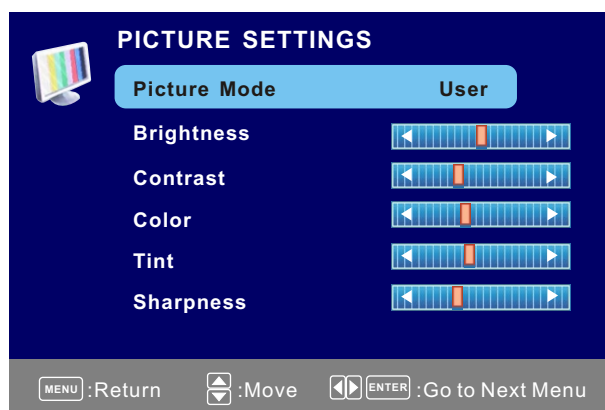 PICTURE SETTINGS
Picture Mode User
Brightness
Contrast
Color
Tint
Sharpness
MENU :Return :Move ENTER :Go to Next Menu